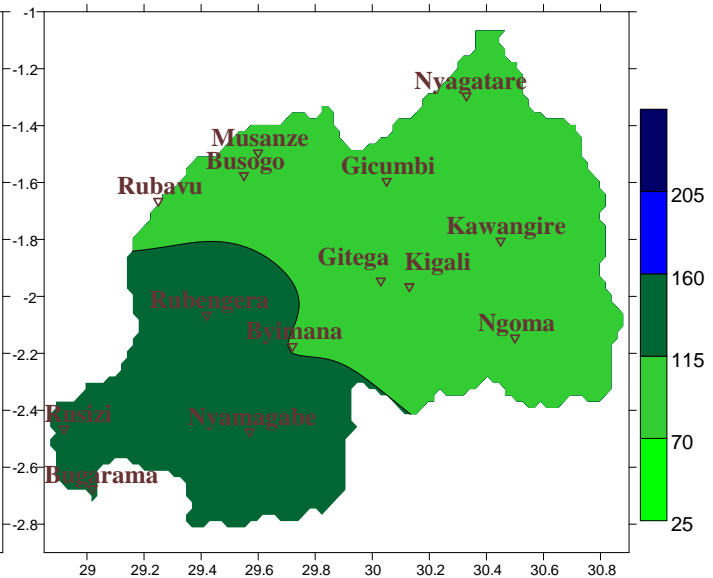 -1
-1.2
-1.4
-1.6
-1.8
-2
-2.2
-2.4
-2.6
-2.8
Nyagatare
Musanze
Busogo
Gicumbi
Rubavu
Kawangire
Gitega
Kigali
Rubengera
Byimana
Ngoma
Rusizi
Nyamagabe
Bugarama
205
160
115
70
25
29
29.2
29.4
29.6
29.8
30
30.2
30.4
30.6
30.8